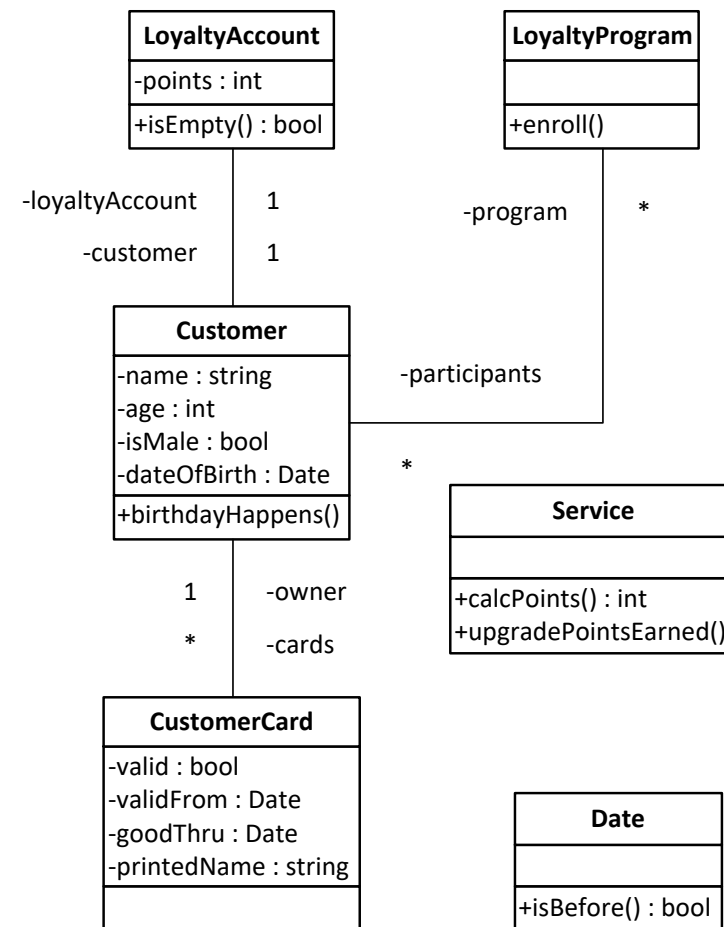 LoyaltyAccount
-points : int
+isEmpty() : bool
LoyaltyProgram
+enroll()
-loyaltyAccount 1
-customer 1
-program *
Customer
-name : string
-age : int
-isMale : bool
-dateOfBirth : Date
+birthdayHappens()
-participants
*
1 -owner
* -cards
Service
+calcPoints() : int
+upgradePointsEarned()
CustomerCard
-valid : bool
-validFrom : Date
-goodThru : Date
-printedName : string
Date
+isBefore() : bool